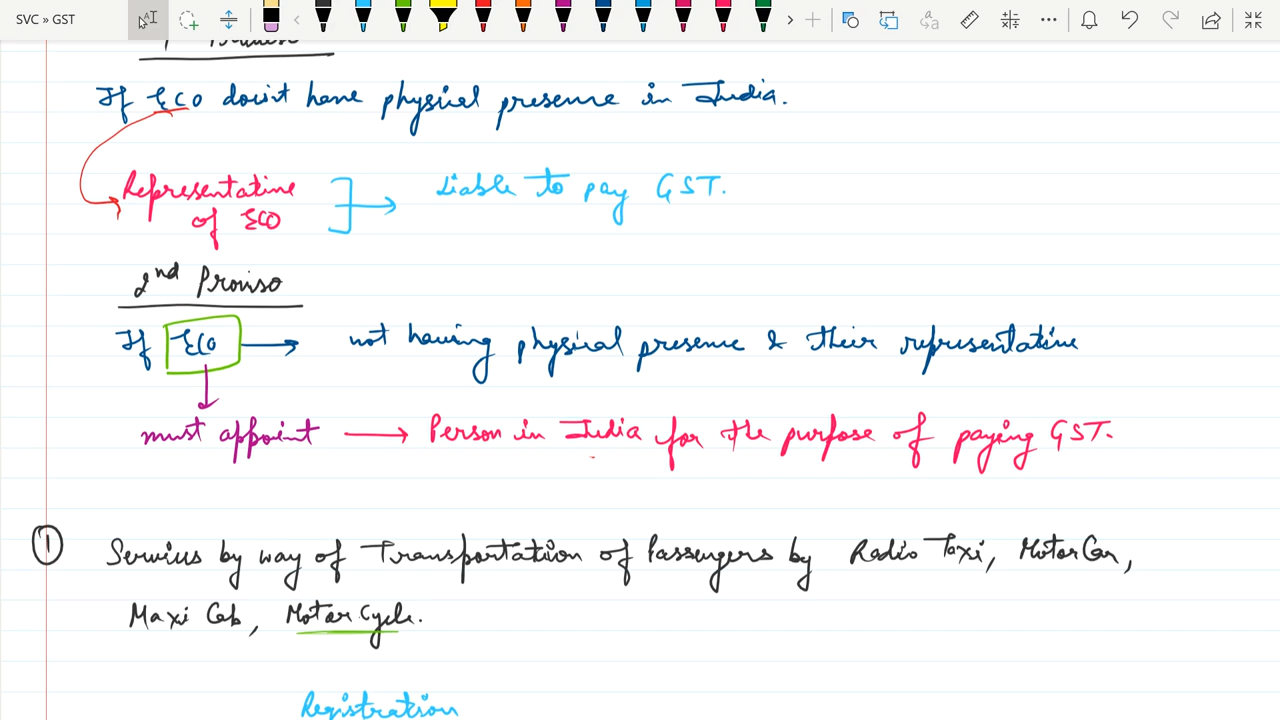 SVC » GST
If ECO dosn't have physical presence in India.
Representative
of ECO
Liable to pay GST.
2nd Proviso
If ECO → not having physical presence & their representative
must appoint → Person in India for the purpose of paying GST.
① Services by way of Transportation of Passengers by Radio Taxi, Motor Car,
Maxi Cab, Motor Cycle.
Registration